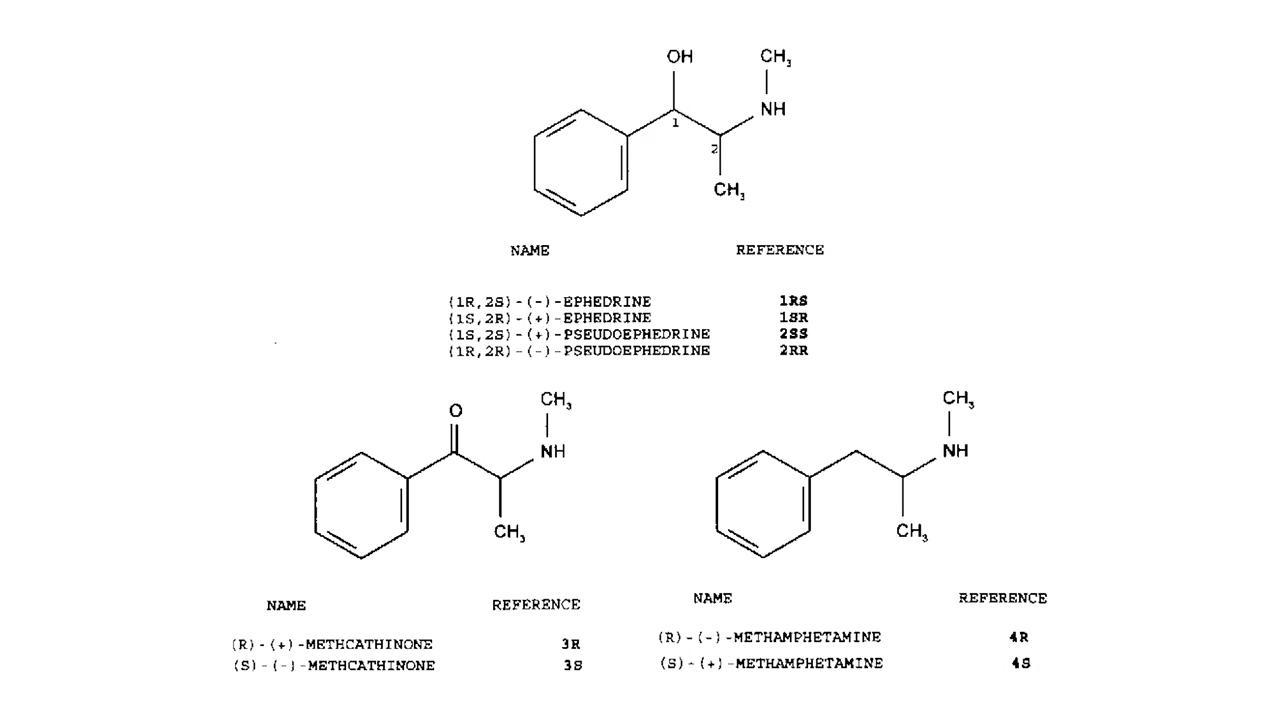 OH
CH3
NH
1
2
CH3
NAME REFERENCE
(1R,2S)-(-)-EPHEDRINE 1RS
(1S,2R)-(+)-EPHEDRINE 1SR
(1S,2S)-(+)-PSEUDOEPHEDRINE 2SS
(1R,2R)-(-)-PSEUDOEPHEDRINE 2RR
O
CH3
NH
CH3
CH3
NH
CH3
NAME REFERENCE
(R)-(+)-METHCATHINONE 3R
(S)-(-)-METHCATHINONE 3S
NAME REFERENCE
(R)-(-)-METHAMPHETAMINE 4R
(S)-(+)-METHAMPHETAMINE 4S